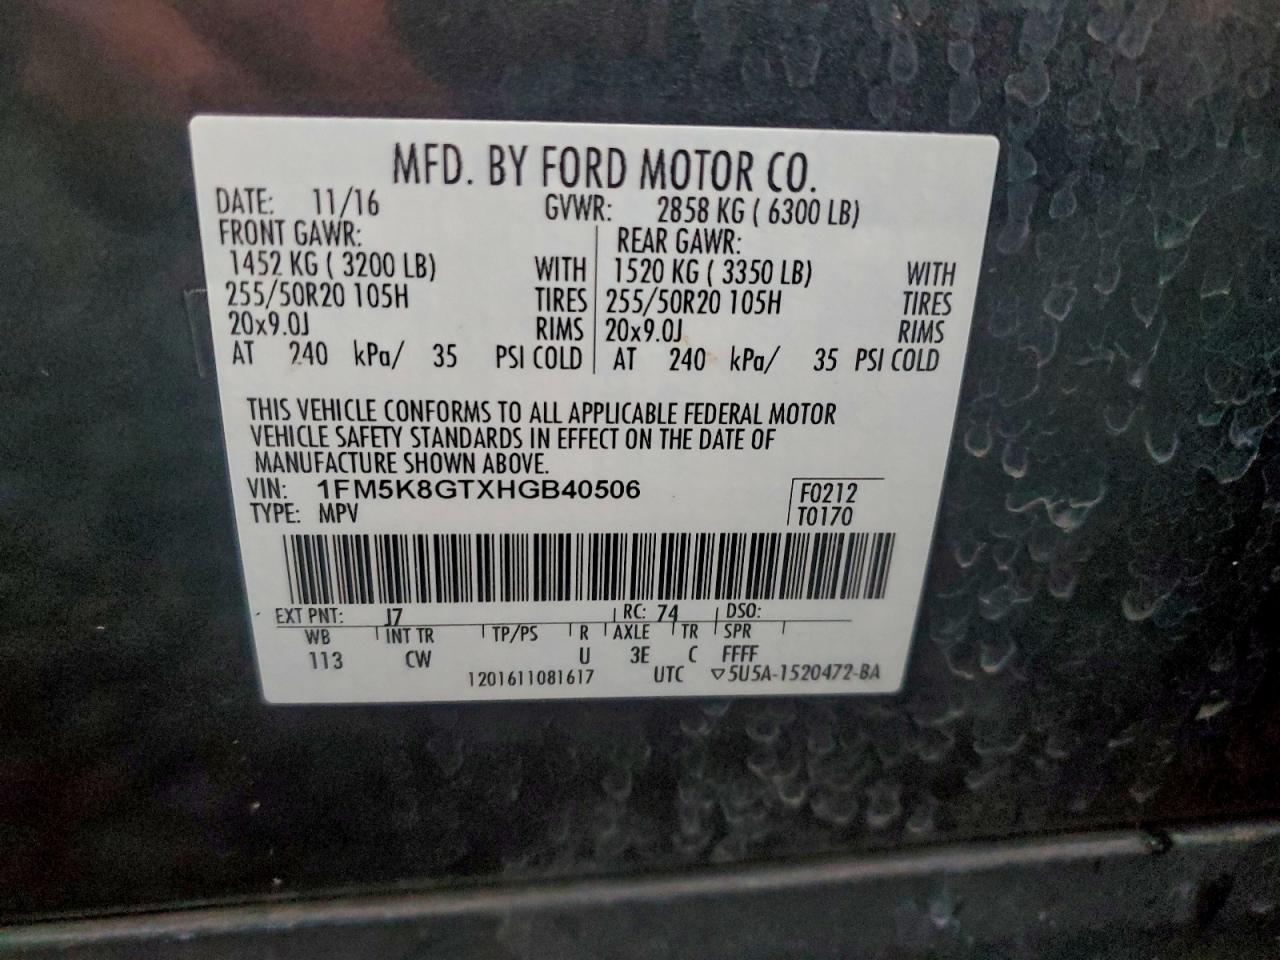 MFD. BY FORD MOTOR CO.
DATE: 11/16 GVWR: 2858 KG ( 6300 LB)
FRONT GAWR: REAR GAWR:
1452 KG ( 3200 LB) WITH 1520 KG ( 3350 LB) WITH
255/50R20 105H TIRES 255/50R20 105H TIRES
20x9.0J RIMS 20x9.0J RIMS
AT 240 kPa/ 35 PSI COLD AT 240 kPa/ 35 PSI COLD
THIS VEHICLE CONFORMS TO ALL APPLICABLE FEDERAL MOTOR
VEHICLE SAFETY STANDARDS IN EFFECT ON THE DATE OF
MANUFACTURE SHOWN ABOVE.
VIN: 1FM5K8GTXHGB40506 F0212
TYPE: MPV T0170
EXT PNT: J7 RC: 74 DSO:
WB INT TR TP/PS R AXLE TR SPR
113 CW U 3E C FFFF
1201611081617 UTC ▽5U5A-1520472-BA